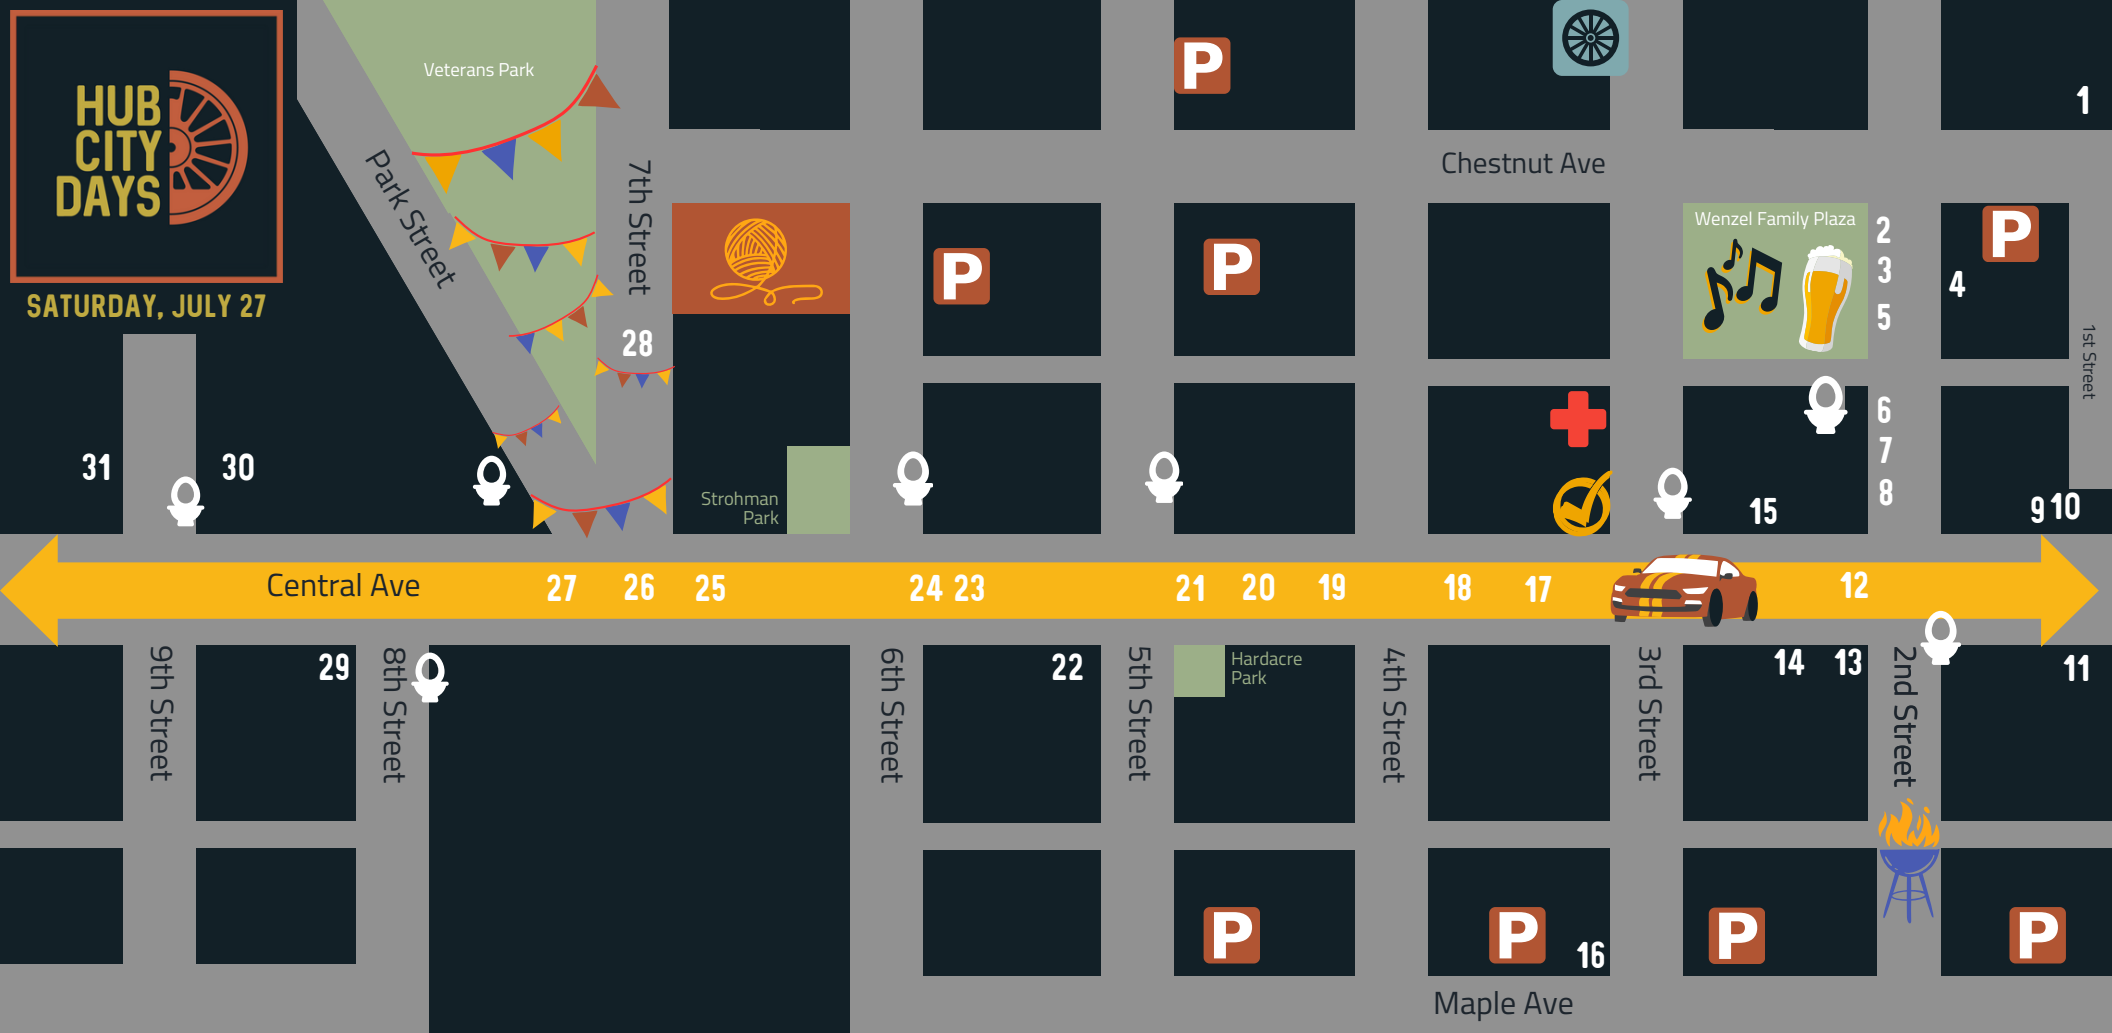 HUB
CITY
DAYS
SATURDAY, JULY 27
Veterans Park
P
1
Chestnut Ave
Park Street
7th Street
Wenzel Family Plaza
2
3
5
P
4
P
P
28
1st Street
6
7
8
31
30
Strohman
Park
15
9
10
Central Ave
27
26
25
24
23
21
20
19
18
17
12
9th Street
29
8th Street
6th Street
22
5th Street
Hardacre
Park
4th Street
3rd Street
14
13
2nd Street
11
P
P
16
P
P
Maple Ave